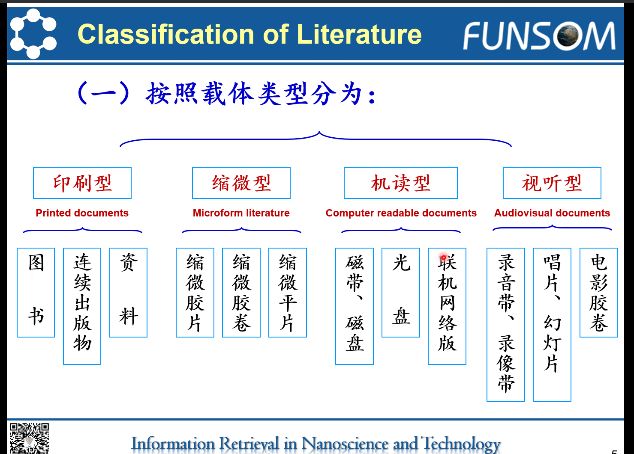 Classification of Literature
FUNSOM
（一）按照载体类型分为：
印刷型
缩微型
机读型
视听型
Printed documents
Microform literature
Computer readable documents
Audiovisual documents
图书
连续出版物
资料
缩微胶片
缩微胶卷
缩微平片
磁带、磁盘
光盘
联机网络版
录音带、录像带
唱片、幻灯片
电影胶卷
Information Retrieval in Nanoscience and Technology